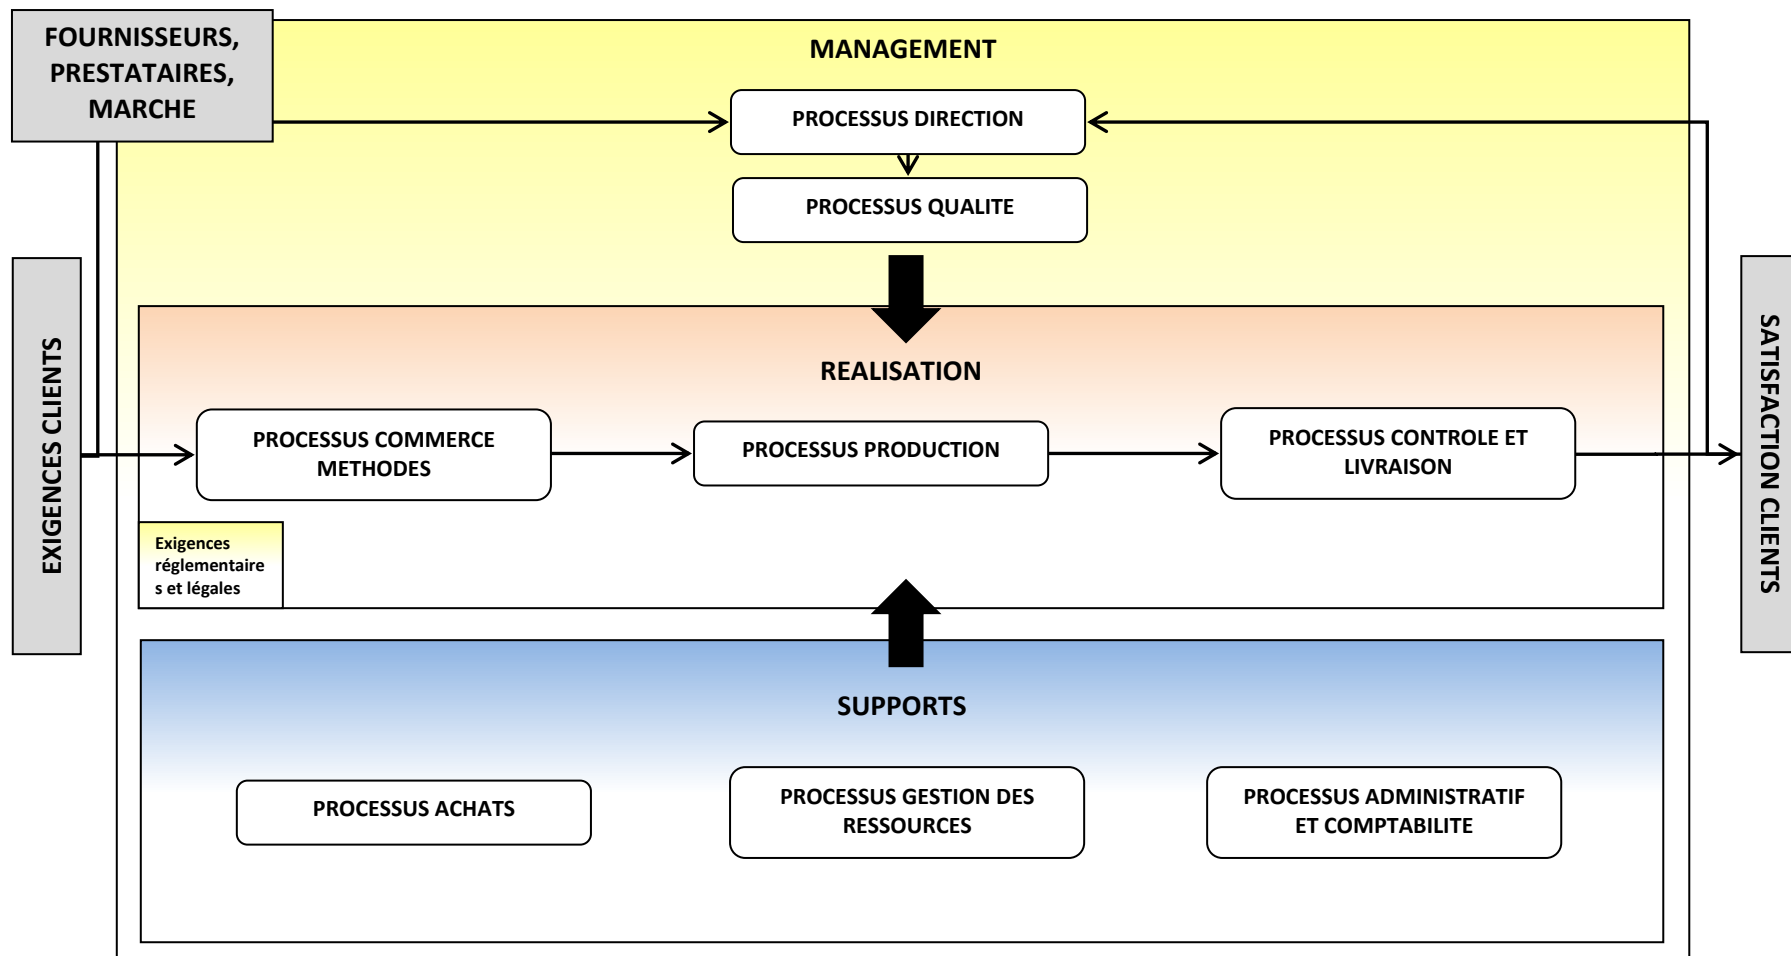 FOURNISSEURS,
PRESTATAIRES,
MARCHE
MANAGEMENT
PROCESSUS DIRECTION
PROCESSUS QUALITE
EXIGENCES CLIENTS
REALISATION
PROCESSUS COMMERCE
METHODES
PROCESSUS PRODUCTION
PROCESSUS CONTROLE ET
LIVRAISON
SATISFACTION CLIENTS
Exigences
réglementaire
s et légales
SUPPORTS
PROCESSUS ACHATS
PROCESSUS GESTION DES
RESSOURCES
PROCESSUS ADMINISTRATIF
ET COMPTABILITE